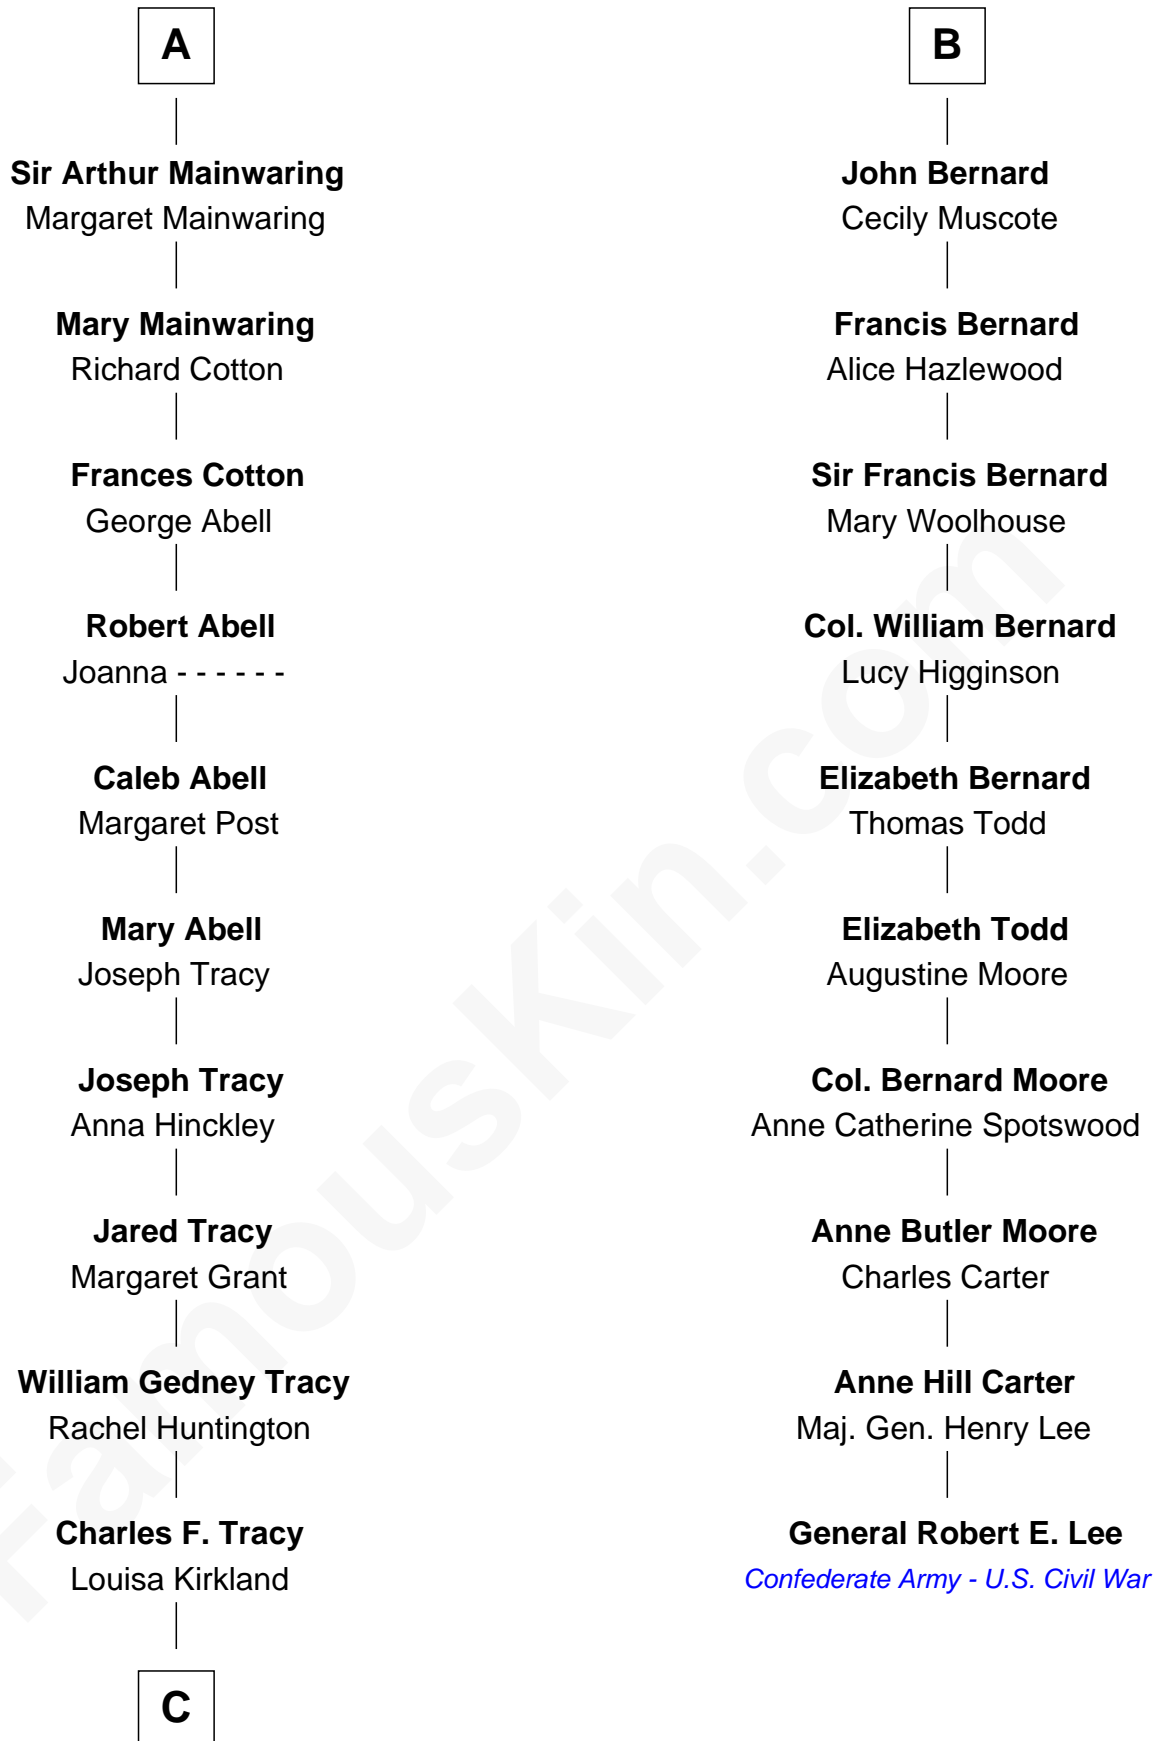 A
Sir Arthur Mainwaring
Margaret Mainwaring
Mary Mainwaring
Richard Cotton
Frances Cotton
George Abell
Robert Abell
Joanna - - - - - -
Caleb Abell
Margaret Post
Mary Abell
Joseph Tracy
Joseph Tracy
Anna Hinckley
Jared Tracy
Margaret Grant
William Gedney Tracy
Rachel Huntington
Charles F. Tracy
Louisa Kirkland
C
B
John Bernard
Cecily Muscote
Francis Bernard
Alice Hazlewood
Sir Francis Bernard
Mary Woolhouse
Col. William Bernard
Lucy Higginson
Elizabeth Bernard
Thomas Todd
Elizabeth Todd
Augustine Moore
Col. Bernard Moore
Anne Catherine Spotswood
Anne Butler Moore
Charles Carter
Anne Hill Carter
Maj. Gen. Henry Lee
General Robert E. Lee
Confederate Army - U.S. Civil War
FamousKin.com